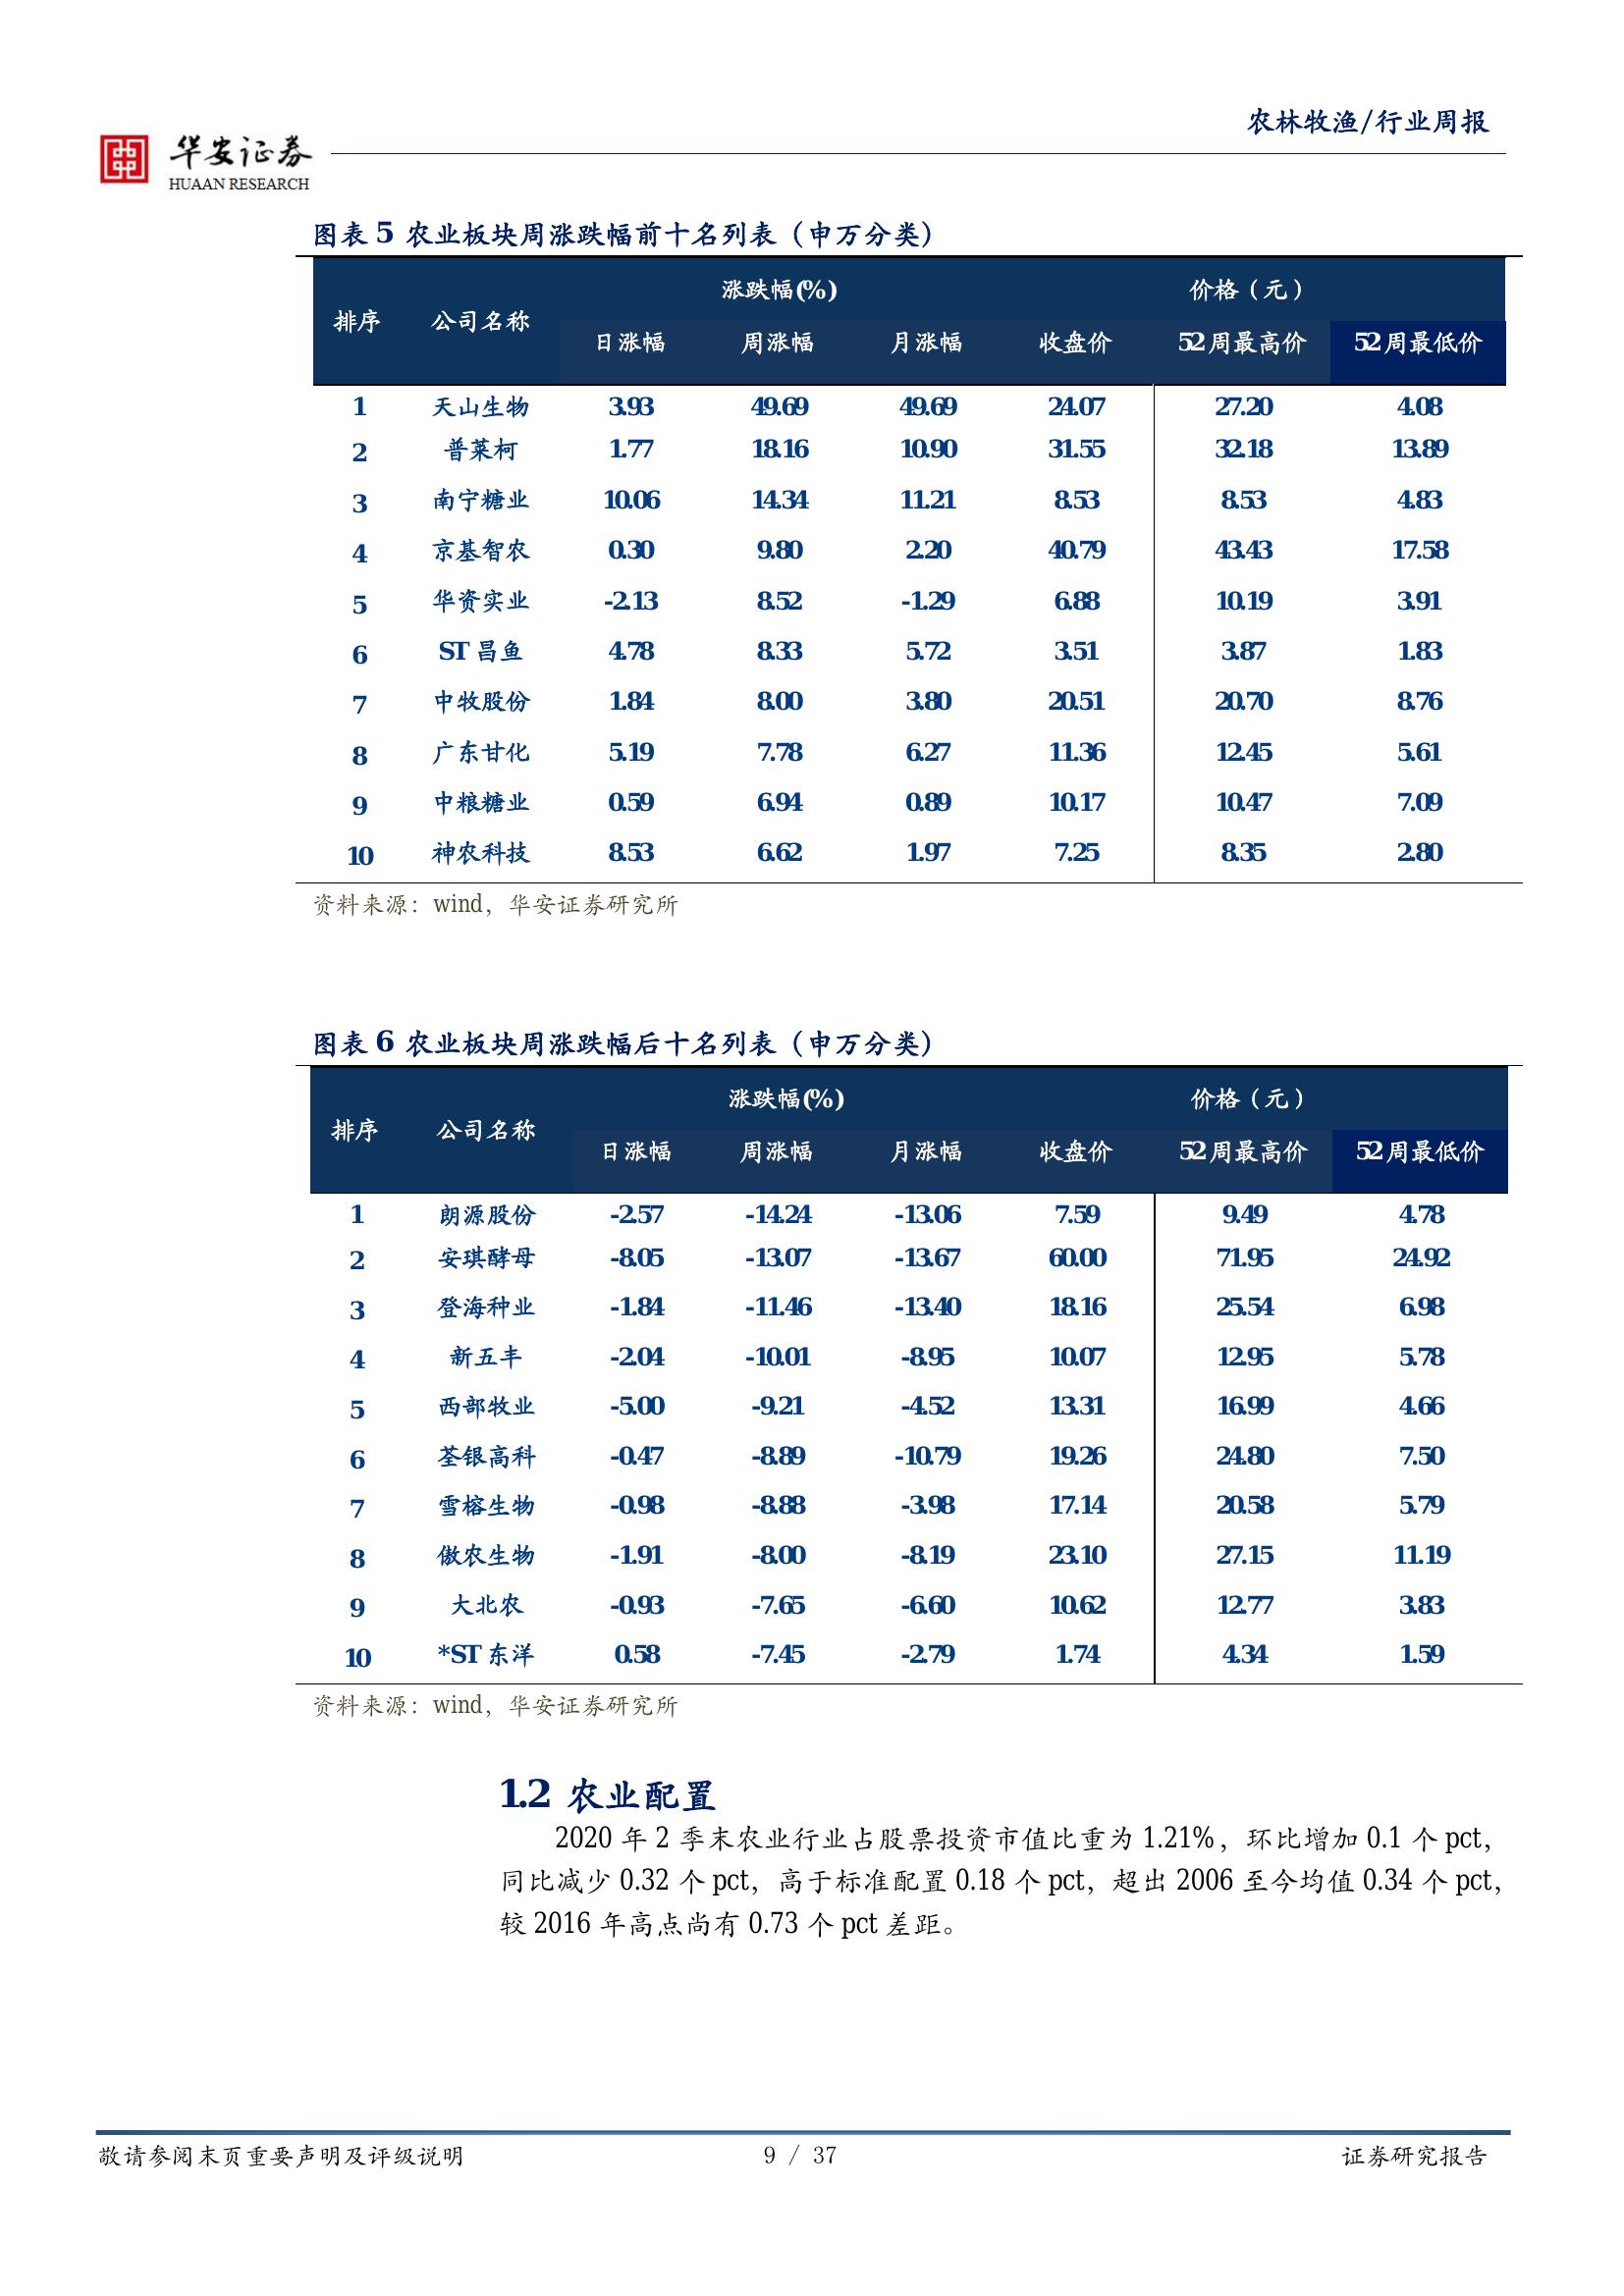 农林牧渔/行业周报
华安证券
HUAAN RESEARCH
图表 5 农业板块周涨跌幅前十名列表（申万分类）
排序 公司名称 涨跌幅(%) 价格（元）
日涨幅 周涨幅 月涨幅 收盘价 52周最高价 52周最低价
1 天山生物 3.93 49.69 49.69 24.07 27.20 4.08
2 普莱柯 1.77 18.16 10.90 31.55 32.18 13.89
3 南宁糖业 10.06 14.34 11.21 8.53 8.53 4.83
4 京基智农 0.30 9.80 2.20 40.79 43.43 17.58
5 华资实业 -2.13 8.52 -1.29 6.88 10.19 3.91
6 ST 昌鱼 4.78 8.33 5.72 3.51 3.87 1.83
7 中牧股份 1.84 8.00 3.80 20.51 20.70 8.76
8 广东甘化 5.19 7.78 6.27 11.36 12.45 5.61
9 中粮糖业 0.59 6.94 0.89 10.17 10.47 7.09
10 神农科技 8.53 6.62 1.97 7.25 8.35 2.80
资料来源：wind，华安证券研究所
图表 6 农业板块周涨跌幅后十名列表（申万分类）
排序 公司名称 涨跌幅(%) 价格（元）
日涨幅 周涨幅 月涨幅 收盘价 52周最高价 52周最低价
1 朗源股份 -2.57 -14.24 -13.06 7.59 9.49 4.78
2 安琪酵母 -8.05 -13.07 -13.67 60.00 71.95 24.92
3 登海种业 -1.84 -11.46 -13.40 18.16 25.54 6.98
4 新五丰 -2.04 -10.01 -8.95 10.07 12.95 5.78
5 西部牧业 -5.00 -9.21 -4.52 13.31 16.99 4.66
6 荃银高科 -0.47 -8.89 -10.79 19.26 24.80 7.50
7 雪榕生物 -0.98 -8.88 -3.98 17.14 20.58 5.79
8 傲农生物 -1.91 -8.00 -8.19 23.10 27.15 11.19
9 大北农 -0.93 -7.65 -6.60 10.62 12.77 3.83
10 *ST 东洋 0.58 -7.45 -2.79 1.74 4.34 1.59
资料来源：wind，华安证券研究所
1.2 农业配置
2020 年 2 季末农业行业占股票投资市值比重为 1.21%，环比增加 0.1 个 pct，
同比减少 0.32 个 pct，高于标准配置 0.18 个 pct，超出 2006 至今均值 0.34 个 pct，
较 2016 年高点尚有 0.73 个 pct 差距。
敬请参阅末页重要声明及评级说明 9 / 37 证券研究报告